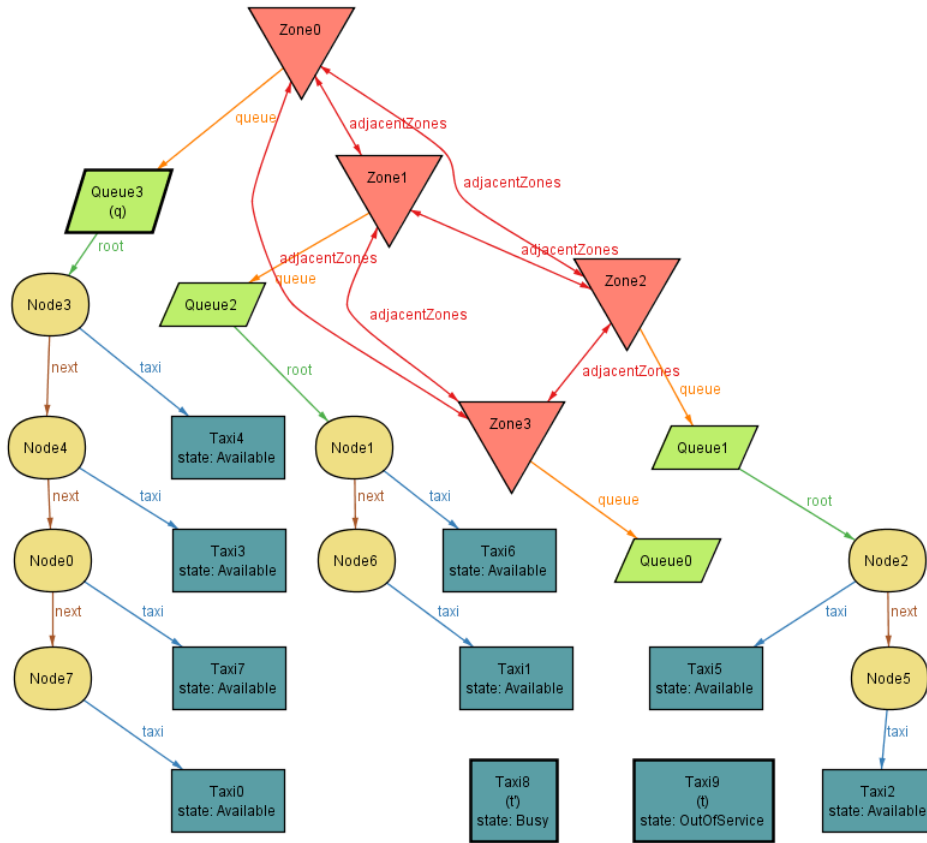 Zone0
queue
adjacentZones
Zone1
adjacentZones
Queue3
(q)
root
adjacentZones
adjacentZones
queue
Zone2
Node3
Queue2
adjacentZones
next
taxi
root
adjacentZones
queue
Zone3
Node4
Taxi4
state: Available
Node1
Queue1
next
taxi
next
taxi
queue
root
Node0
Taxi3
state: Available
Node6
Taxi6
state: Available
Queue0
Node2
next
taxi
taxi
taxi
next
Node7
Taxi7
state: Available
Taxi1
state: Available
Taxi5
state: Available
Node5
taxi
taxi
Taxi0
state: Available
Taxi8
(t')
state: Busy
Taxi9
(t)
state: OutOfService
Taxi2
state: Available